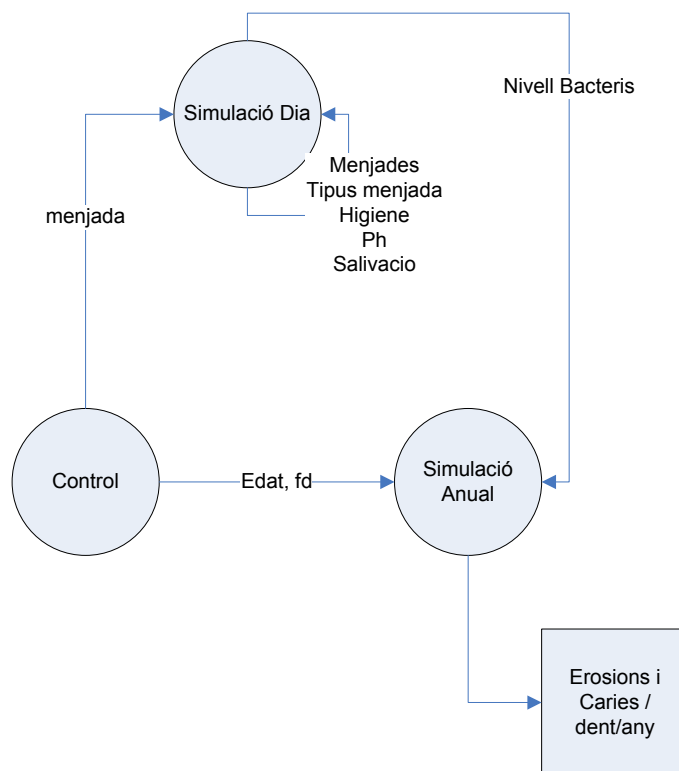 Simulació Dia
Nivell Bacteris
menjada
Menjades
Tipus menjada
Higiene
Ph
Salivacio
Control
Edat, fd
Simulació
Anual
Erosions i
Caries /
dent/any